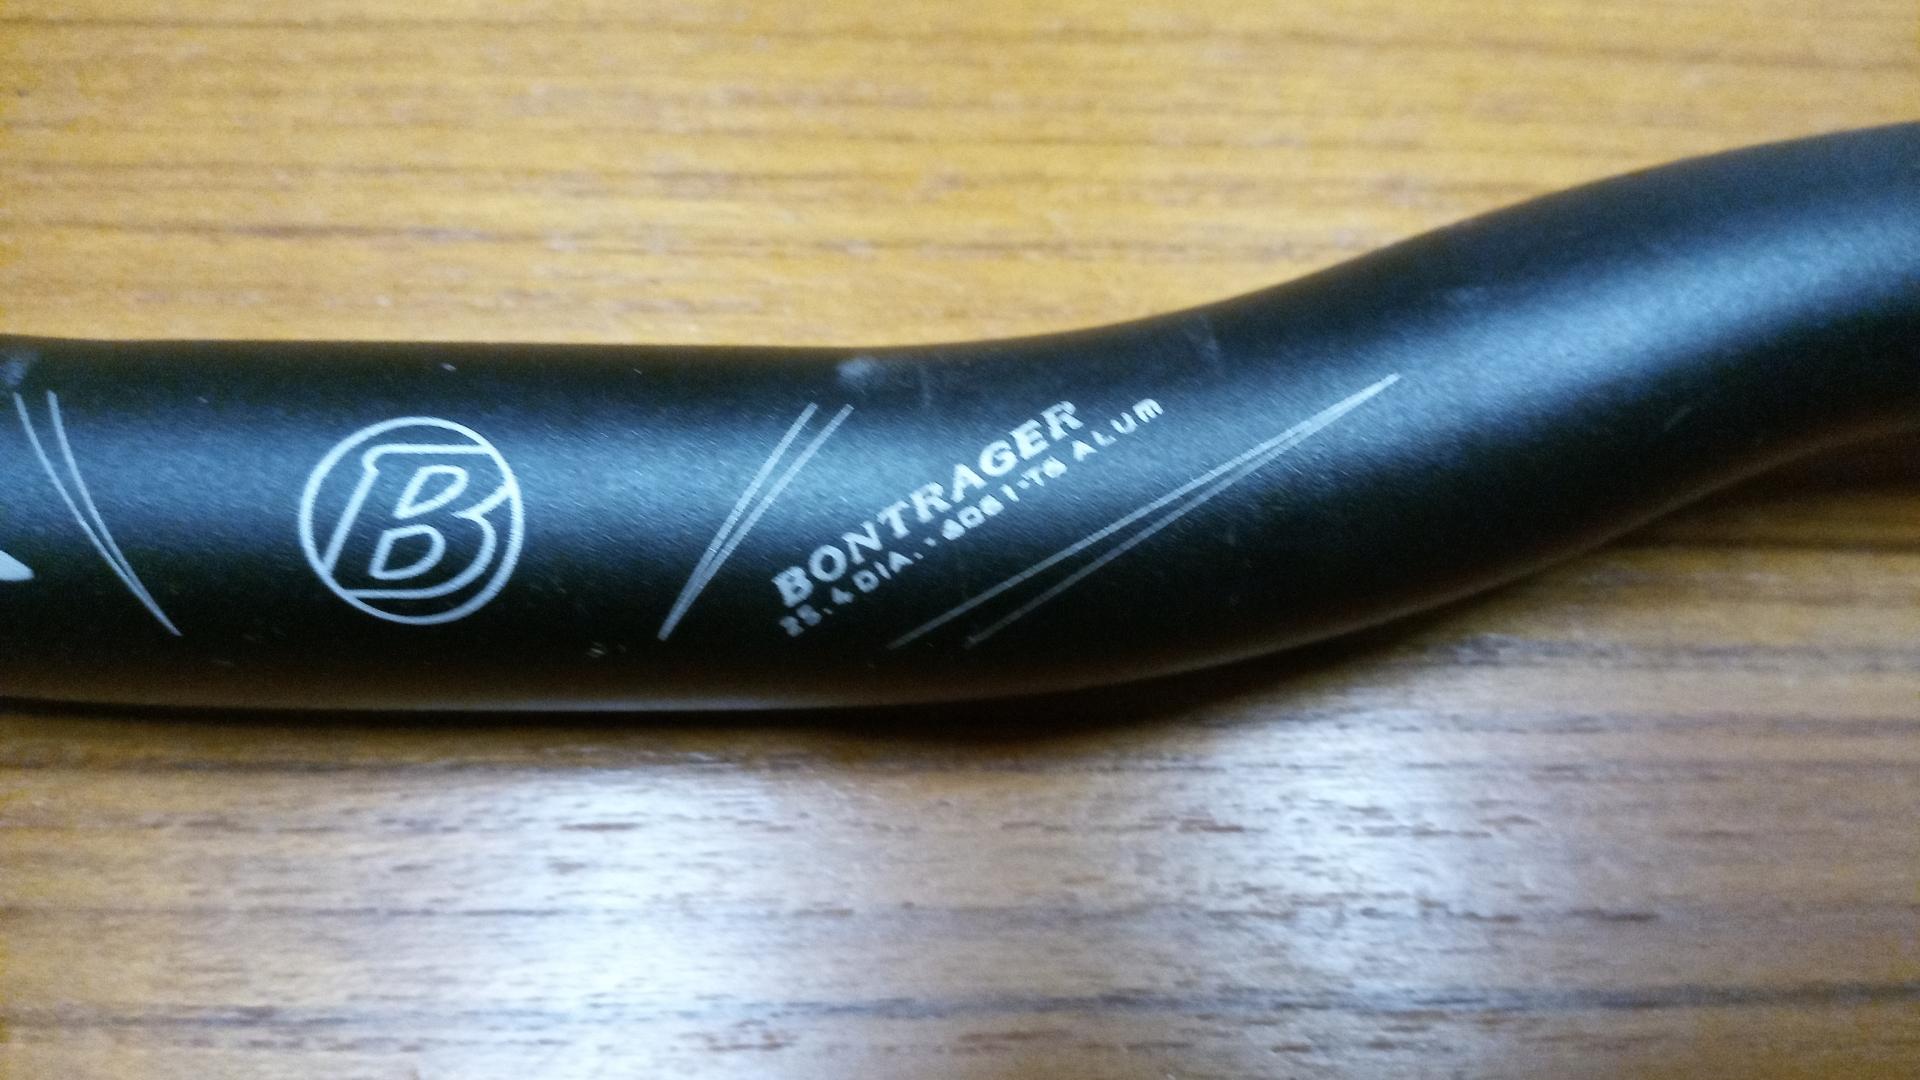 B
BONTRAGER
25.4 DIA. - 6061-T6 ALUM